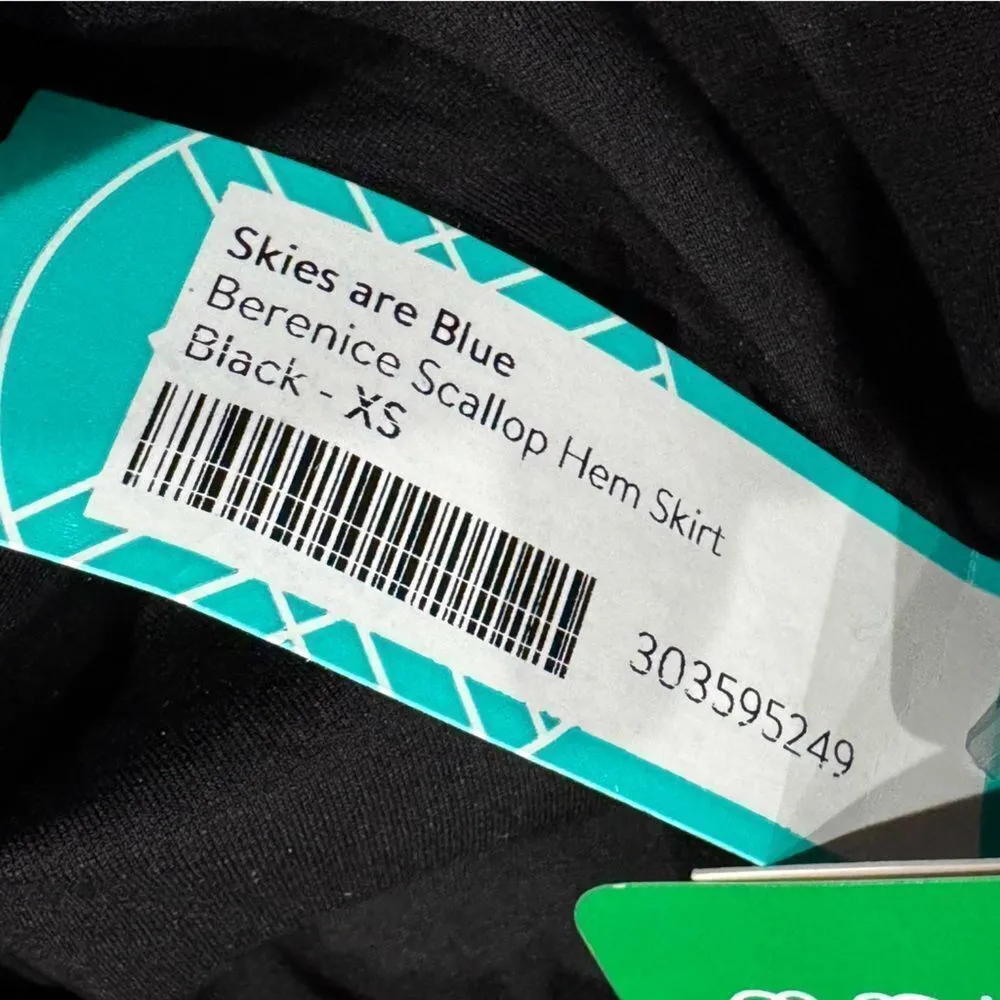 Skies are Blue
Berenice Scallop Hem Skirt
Black - XS
303595249